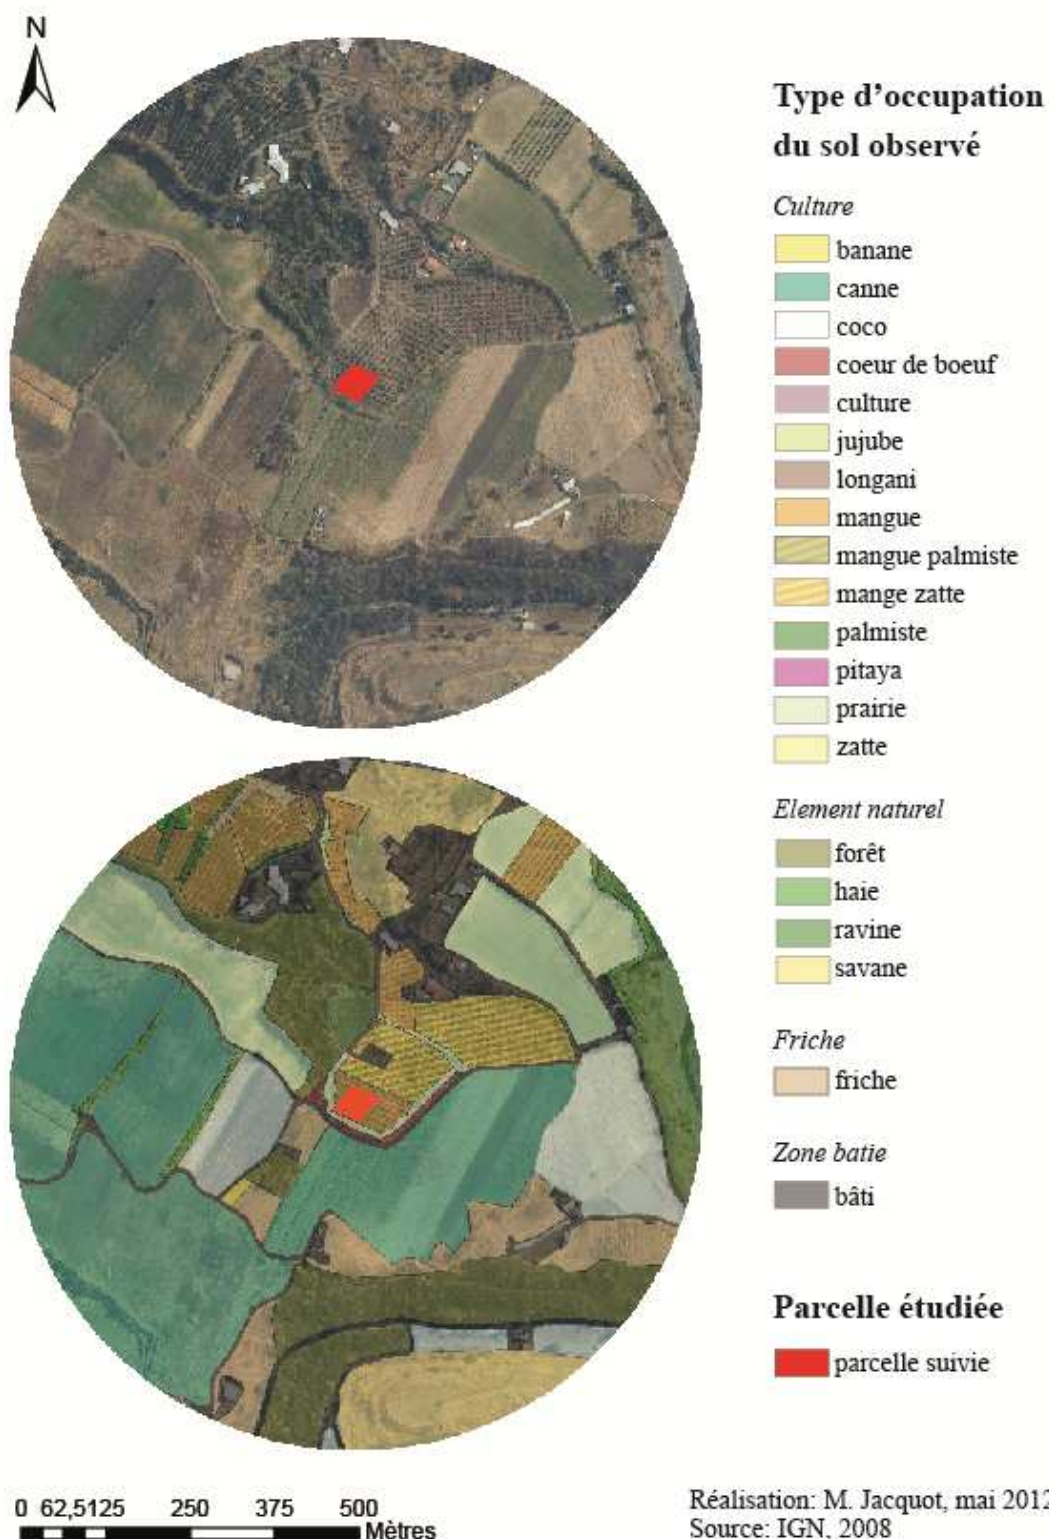 N
Type d’occupation
du sol observé
Culture
banane
canne
coco
coeur de boeuf
culture
jujube
longani
mangue
mangue palmiste
mange zatte
palmiste
pitaya
prairie
zatte
Element naturel
forêt
haie
ravine
savane
Friche
friche
Zone batie
bâti
Parcelle étudiée
parcelle suivie
0 62,5125 250 375 500
Mètres
Réalisation: M. Jacquot, mai 2012
Source: IGN, 2008